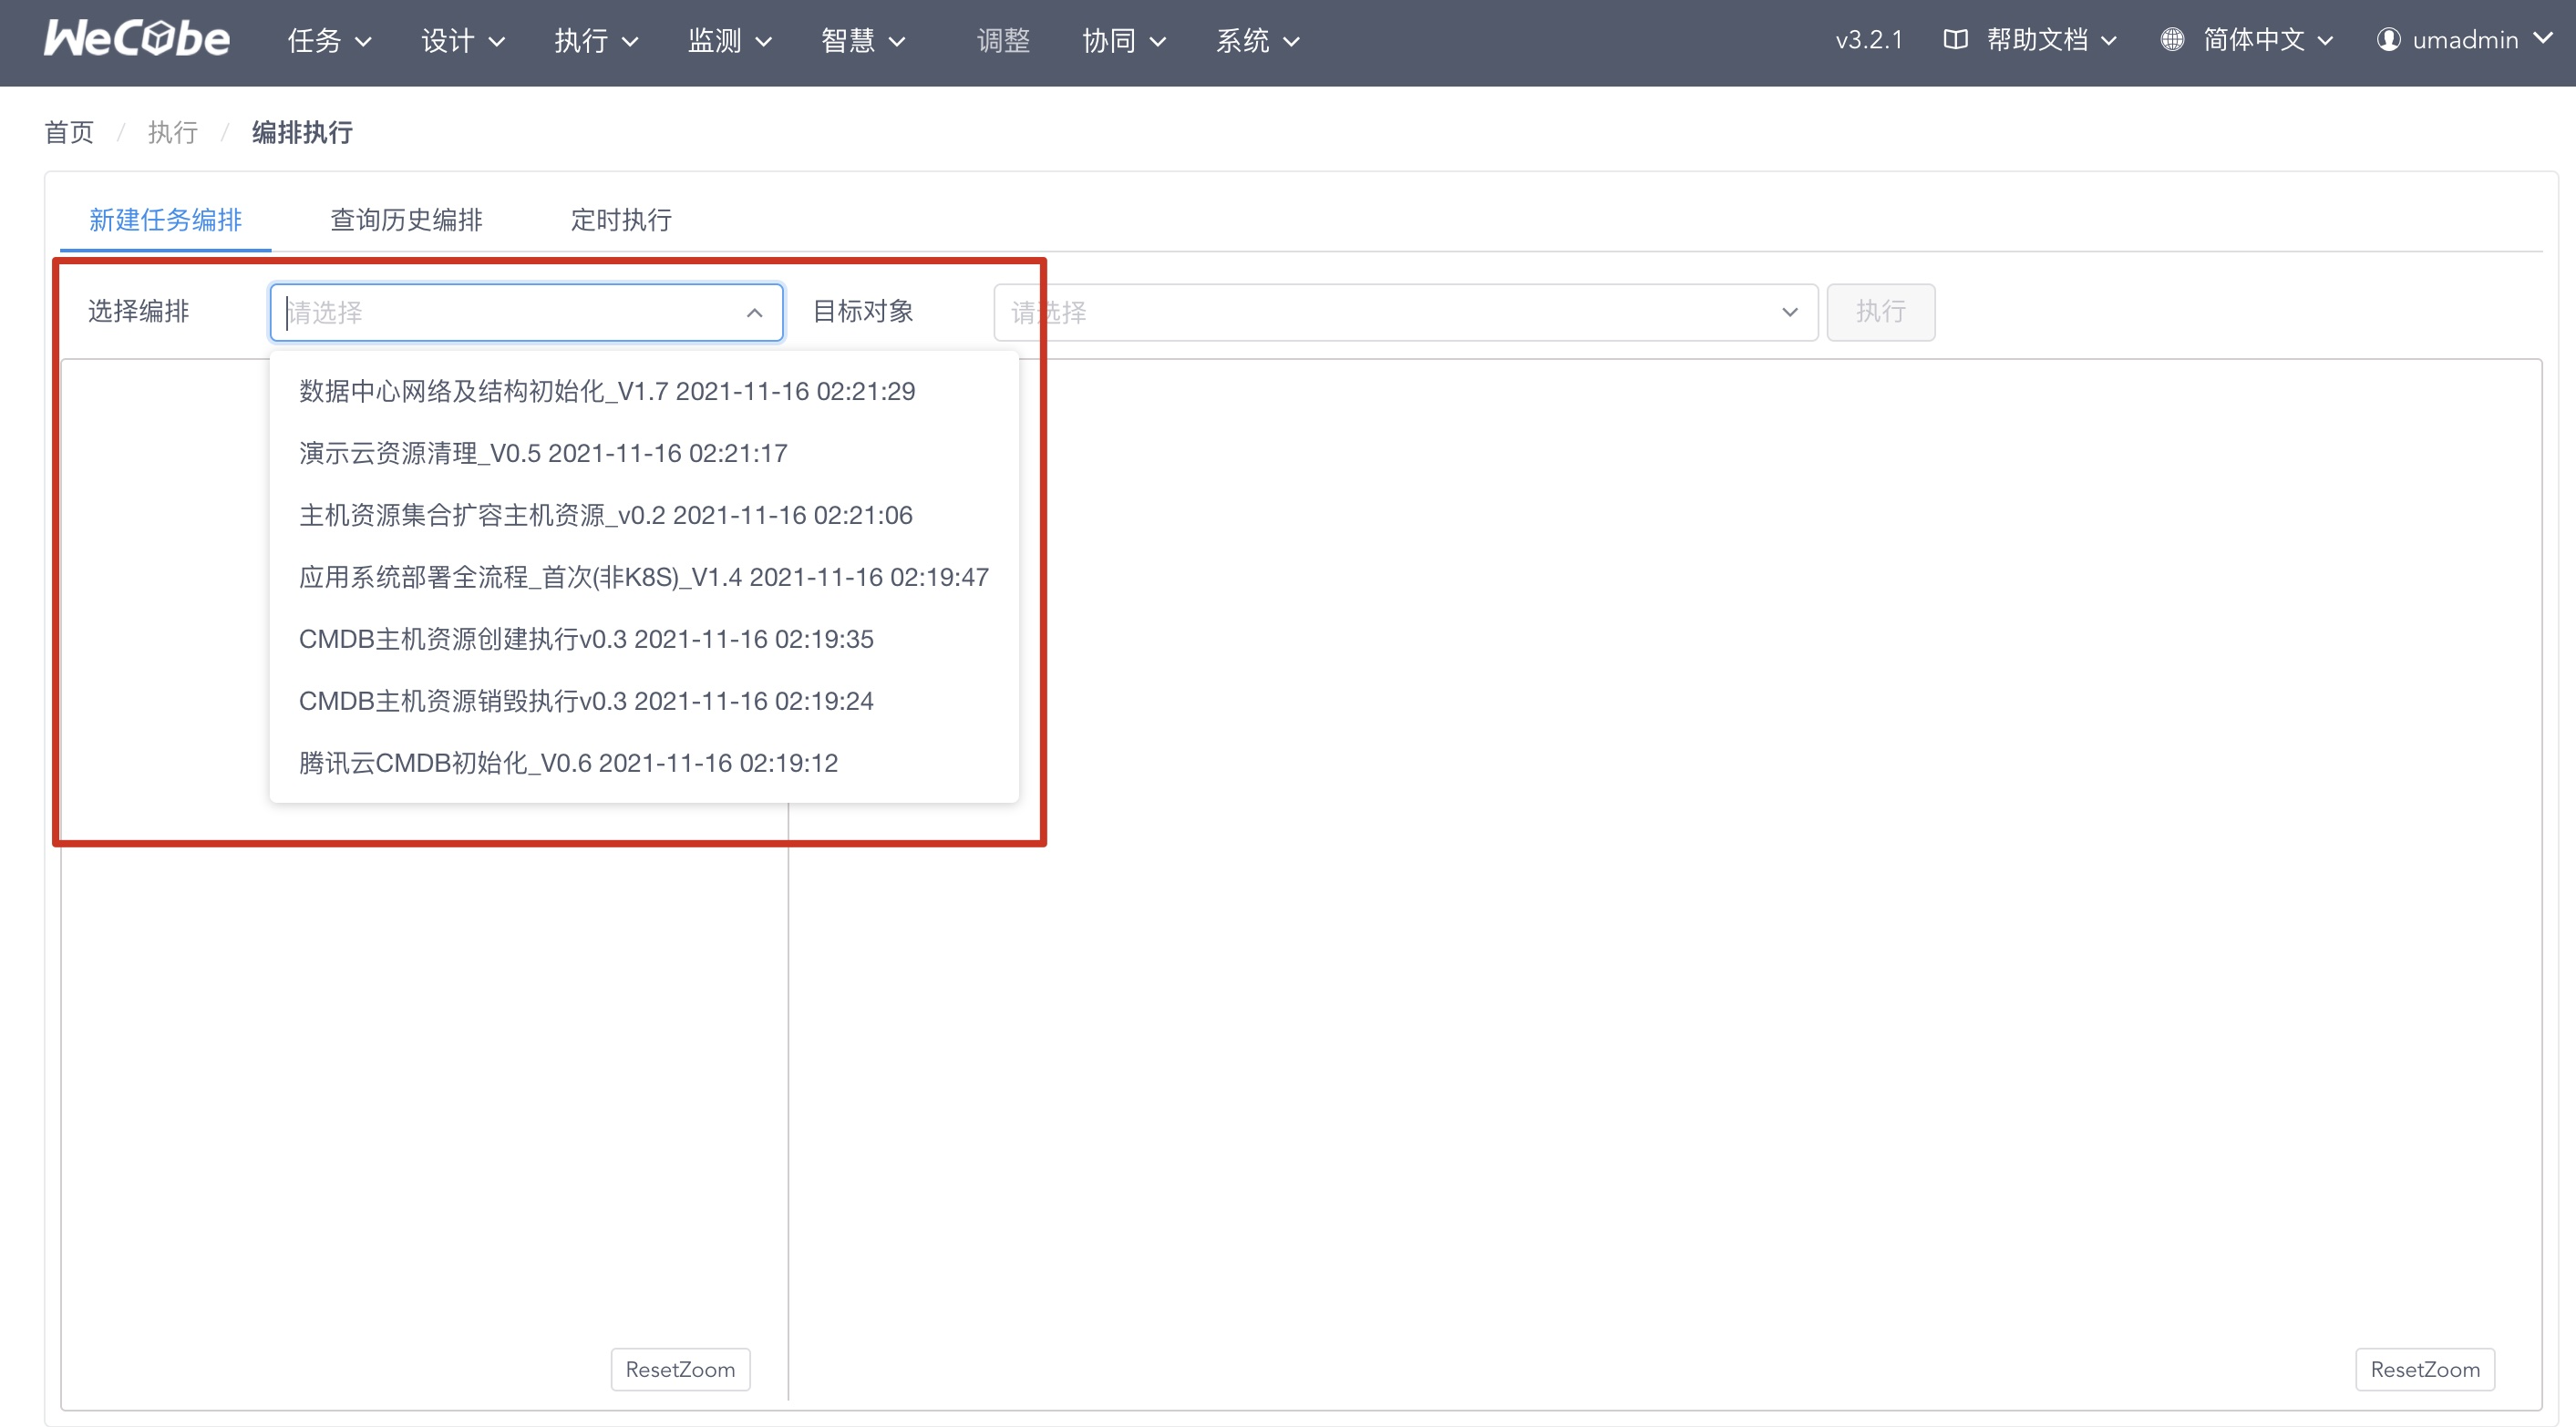 WeCube 任务 设计 执行 监测 智慧 调整 协同 系统 v3.2.1 帮助文档 简体中文 umadmin
首页 / 执行 / 编排执行
新建任务编排 查询历史编排 定时执行
选择编排 请选择 目标对象 请选择 执行
数据中心网络及结构初始化_V1.7 2021-11-16 02:21:29
演示云资源清理_V0.5 2021-11-16 02:21:17
主机资源集合扩容主机资源_v0.2 2021-11-16 02:21:06
应用系统部署全流程_首次(非K8S)_V1.4 2021-11-16 02:19:47
CMDB主机资源创建执行v0.3 2021-11-16 02:19:35
CMDB主机资源销毁执行v0.3 2021-11-16 02:19:24
腾讯云CMDB初始化_V0.6 2021-11-16 02:19:12
ResetZoom ResetZoom